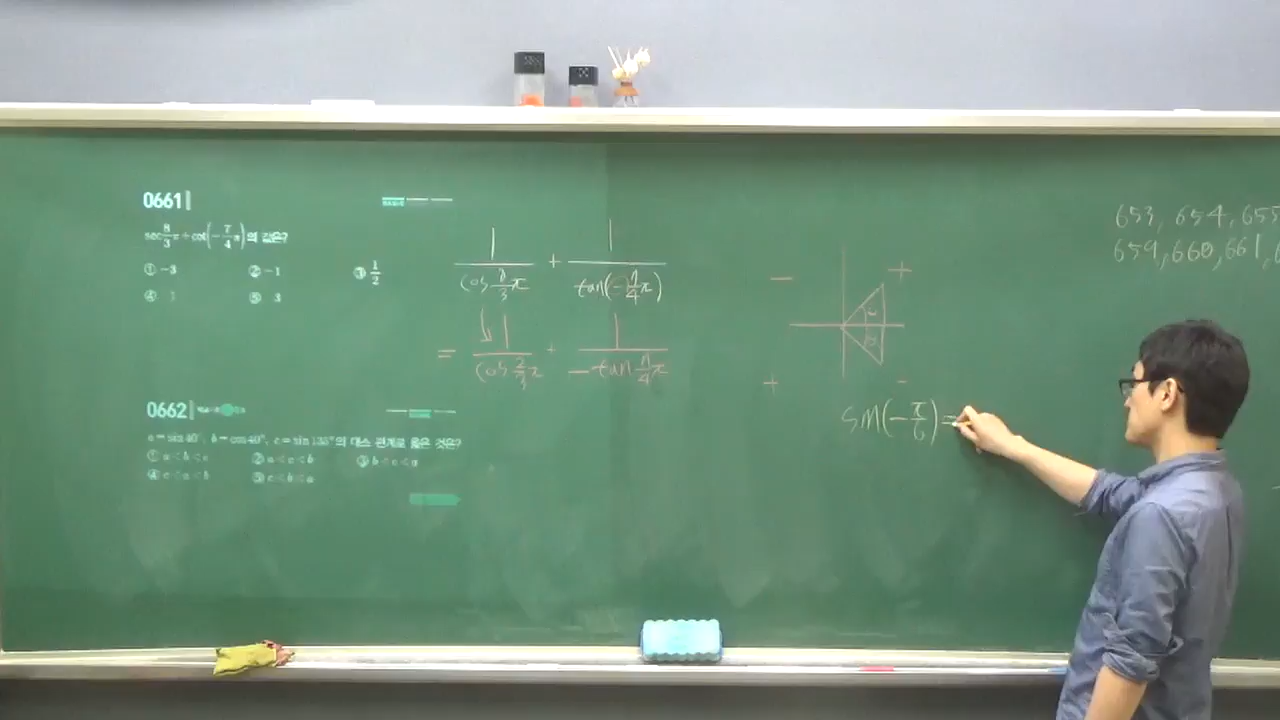 0661
sec 8/3 π + cot(-7/4 π)의 값은?
① -3 ② -1 ③ 1/2
④ 1 ⑤ 3
1/cos 8/3 π + 1/tan(-7/4 π)
= 1/cos 2/3 π + 1/-tan 7/4 π
0662
a=sin 40°, b=cos 40°, c=sin 135°의 대소 관계로 옳은 것은?
① a<b<c ② a<c<b ③ b<c<a
④ c<a<b ⑤ c<b<a
- +
+ -
sin(-π/6)=
653, 654, 655
659, 660, 661,